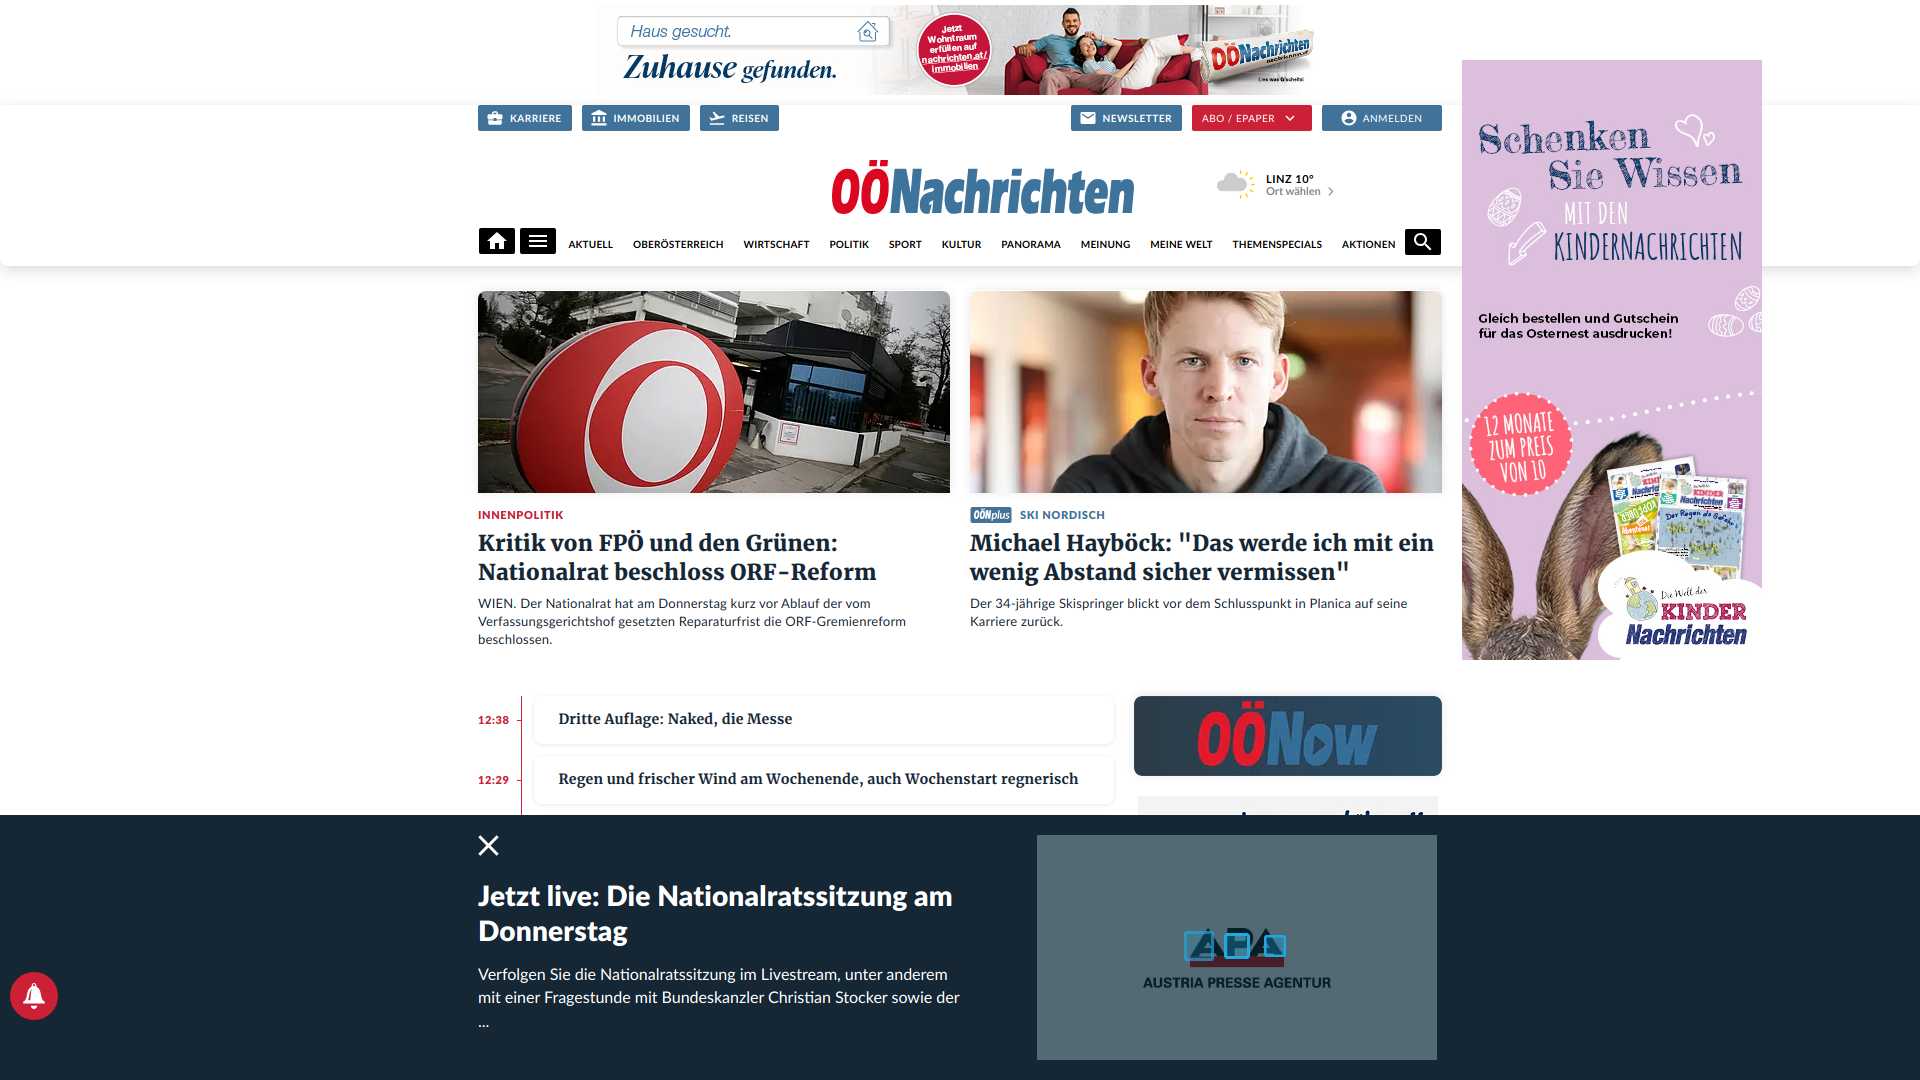 Haus gesucht.
Zuhause gefunden.
Jetzt
Wohntraum
erfüllen auf
nachrichten.at/
immobilien
OÖNachrichten
Lies was G'scheits!
KARRIERE
IMMOBILIEN
REISEN
NEWSLETTER
ABO / EPAPER
ANMELDEN
OÖNachrichten
LINZ 10°
Ort wählen
AKTUELL
OBERÖSTERREICH
WIRTSCHAFT
POLITIK
SPORT
KULTUR
PANORAMA
MEINUNG
MEINE WELT
THEMENSPECIALS
AKTIONEN
Schenken
Sie Wissen
MIT DEN
KINDERNACHRICHTEN
Gleich bestellen und Gutschein
für das Osternest ausdrucken!
12 MONATE
ZUM PREIS
VON 10
KINDER
Nachrichten
KINDER
Nachrichten
Die Welt der
KINDER
Nachrichten
INNENPOLITIK
Kritik von FPÖ und den Grünen:
Nationalrat beschloss ORF-Reform
WIEN. Der Nationalrat hat am Donnerstag kurz vor Ablauf der vom
Verfassungsgerichtshof gesetzten Reparaturfrist die ORF-Gremienreform
beschlossen.
OÖNplus SKI NORDISCH
Michael Hayböck: "Das werde ich mit ein
wenig Abstand sicher vermissen"
Der 34-jährige Skispringer blickt vor dem Schlusspunkt in Planica auf seine
Karriere zurück.
12:38 Dritte Auflage: Naked, die Messe
12:29 Regen und frischer Wind am Wochenende, auch Wochenstart regnerisch
OÖNow
Jetzt live: Die Nationalratssitzung am
Donnerstag
Verfolgen Sie die Nationalratssitzung im Livestream, unter anderem
mit einer Fragestunde mit Bundeskanzler Christian Stocker sowie der
...
APA
AUSTRIA PRESSE AGENTUR